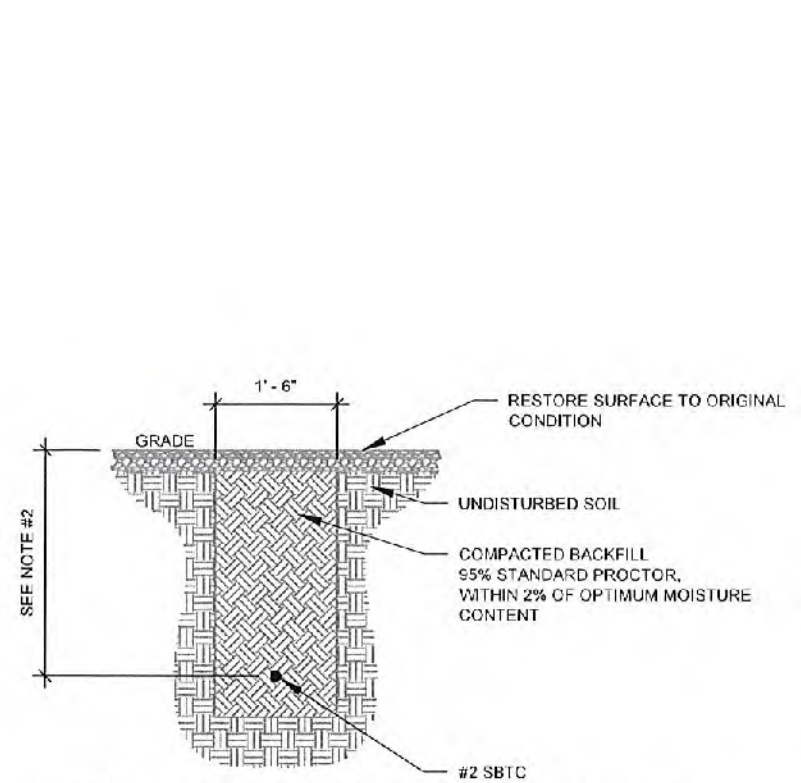 1' - 6"
RESTORE SURFACE TO ORIGINAL
CONDITION
GRADE
UNDISTURBED SOIL
SEE NOTE #2
COMPACTED BACKFILL
95% STANDARD PROCTOR,
WITHIN 2% OF OPTIMUM MOISTURE
CONTENT
#2 SBTC